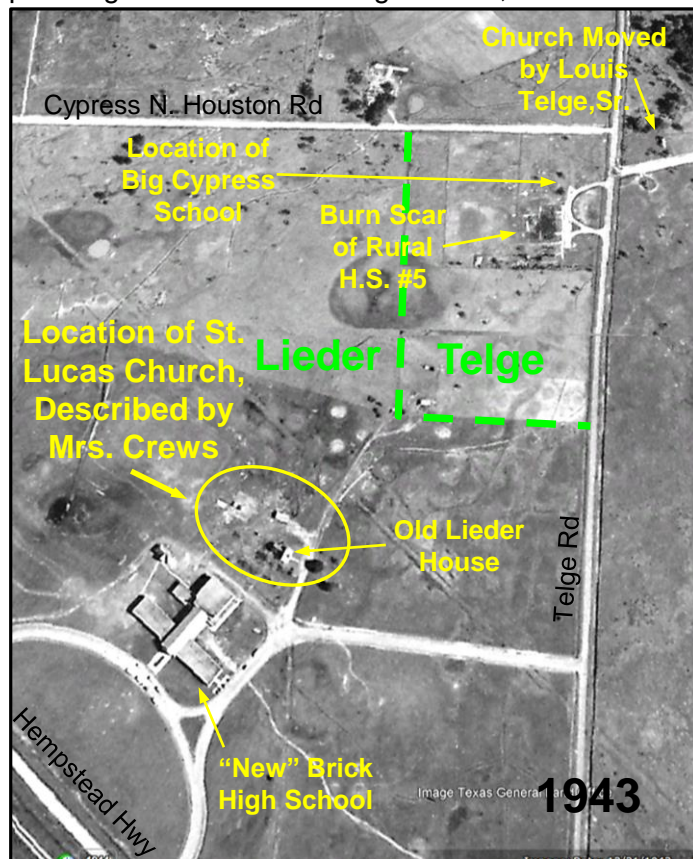 Church Moved
by Louis
Telge,Sr.
Cypress N. Houston Rd
Location of
Big Cypress
School
Burn Scar
of Rural
H.S. #5
Location of St.
Lucas Church,
Described by
Mrs. Crews
Lieder
Telge
Old Lieder
House
Telge Rd
"New" Brick
High School
Hempstead Hwy
Image Texas General
1943